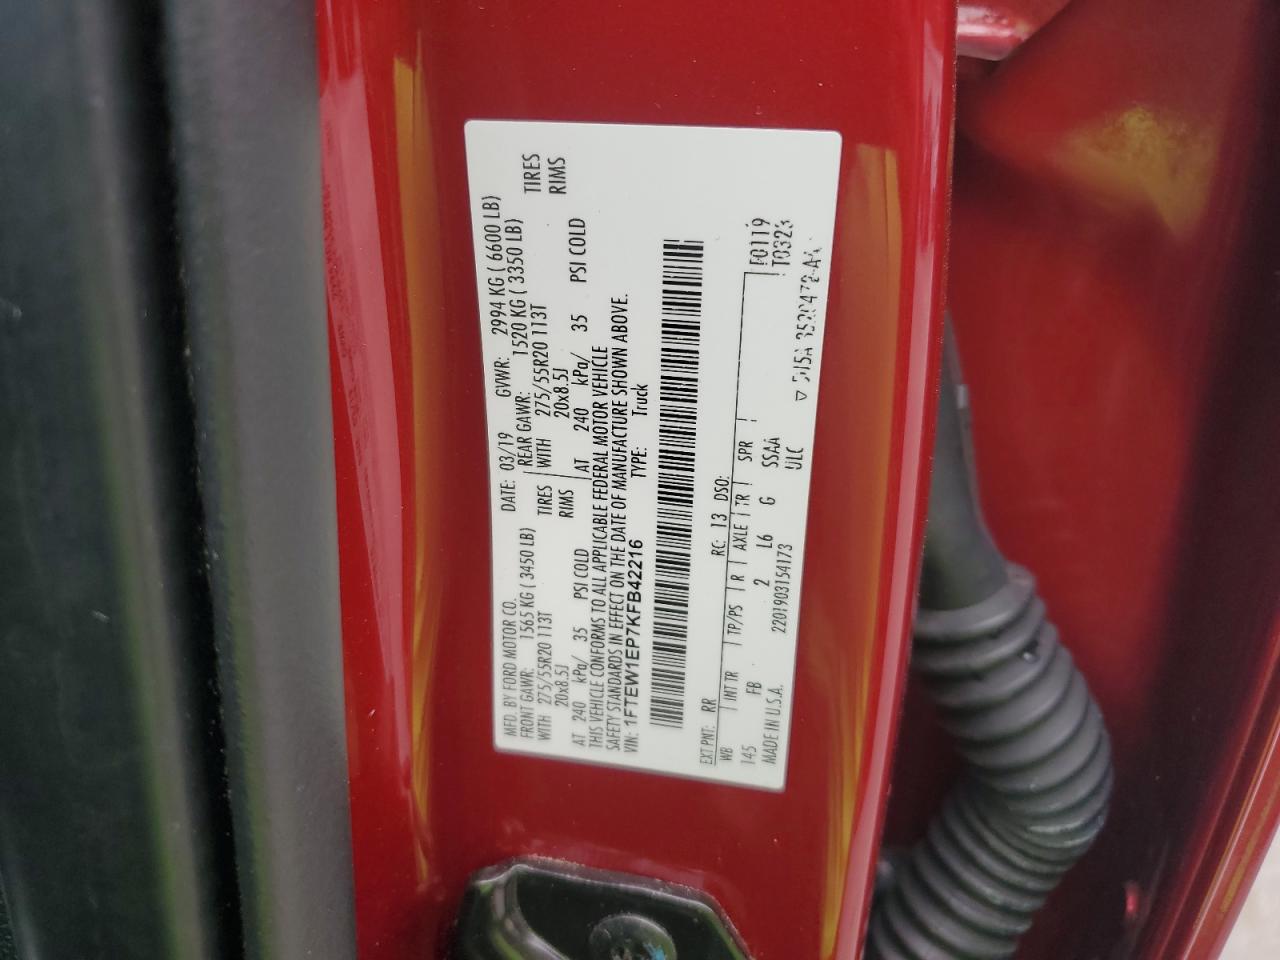 MFD. BY FORD MOTOR CO. DATE: 03/19 GVWR: 2994 KG ( 6600 LB)
FRONT GAWR: 1565 KG ( 3450 LB) REAR GAWR: 1520 KG ( 3350 LB)
WITH 275/55R20 113T TIRES WITH 275/55R20 113T TIRES
20x8.5J RIMS 20x8.5J RIMS
AT 240 kPa/ 35 PSI COLD AT 240 kPa/ 35 PSI COLD
THIS VEHICLE CONFORMS TO ALL APPLICABLE FEDERAL MOTOR VEHICLE
SAFETY STANDARDS IN EFFECT ON THE DATE OF MANUFACTURE SHOWN ABOVE.
VIN: 1FTEW1EP7KFB42216 TYPE: Truck
EXT PNT: RR RC: 13 DSO: F0119
WB INT TR TP/PS R AXLE TR SPR T0323
145 FB 2 L6 G SSAA
MADE IN U.S.A. 2201903154173 ULC